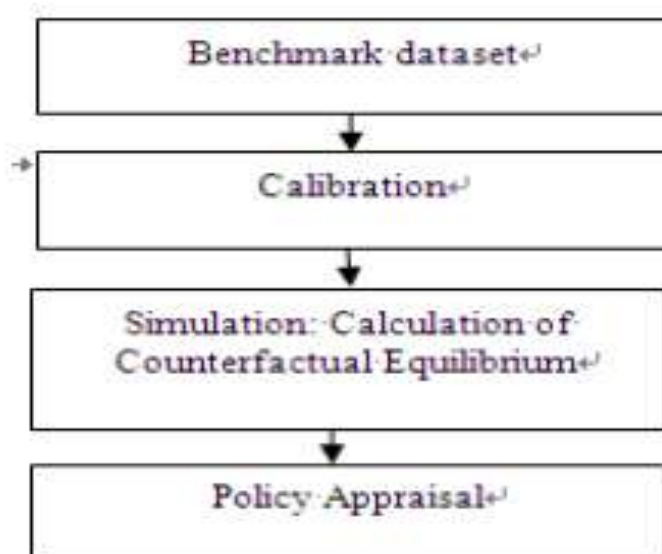 Benchmark dataset
Calibration
Simulation: Calculation of
Counterfactual Equilibrium
Policy Appraisal